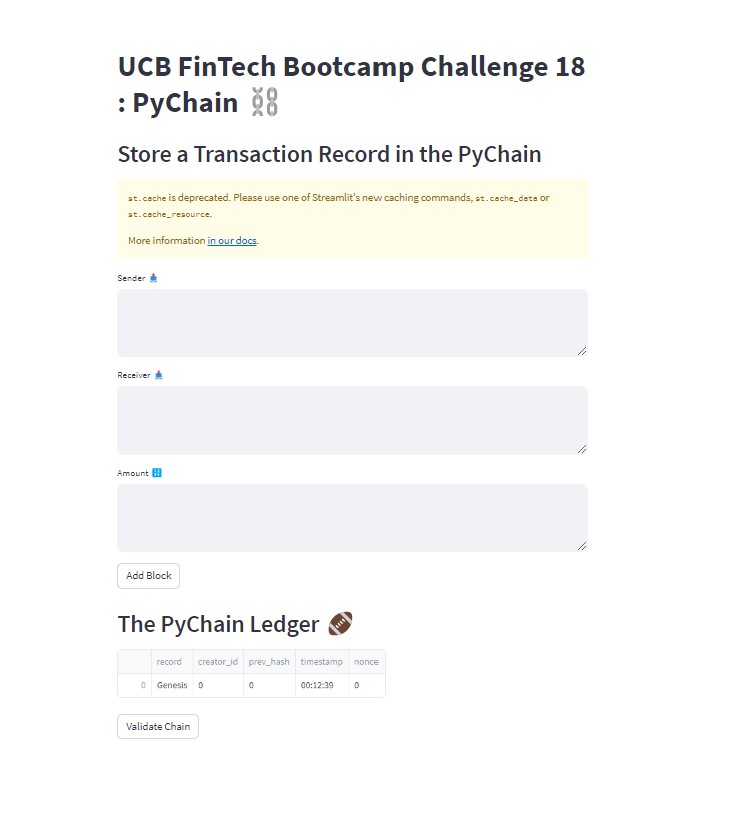 UCB FinTech Bootcamp Challenge 18
: PyChain ⛓
Store a Transaction Record in the PyChain
st.cache is deprecated. Please use one of Streamlit's new caching commands, st.cache_data or
st.cache_resource.
More information in our docs.
Sender
Receiver
Amount
Add Block
The PyChain Ledger 🏈
record creator_id prev_hash timestamp nonce
0 Genesis 0 0 00:12:39 0
Validate Chain